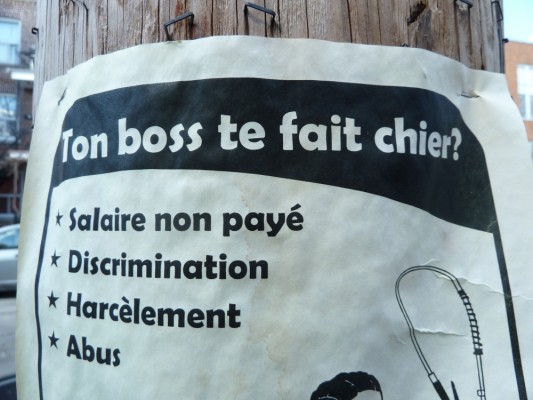 Ton boss te fait chier?
★ Salaire non payé
★ Discrimination
★ Harcèlement
★ Abus